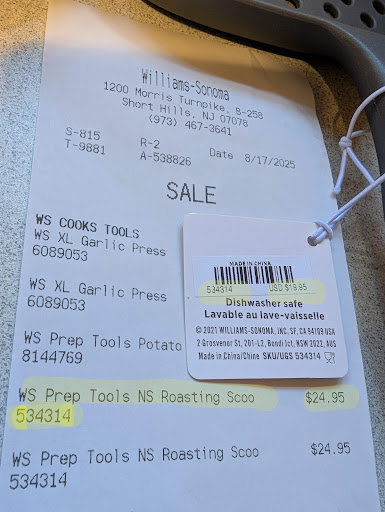 Williams-Sonoma
1200 Morris Turnpike, B-258
Short Hills, NJ 07078
(973) 467-3641
S-815 R-2 Date 8/17/2025
T-9881 A-538826
SALE
WS COOKS TOOLS
WS XL Garlic Press
6089053
WS XL Garlic Press
6089053
WS Prep Tools Potato
8144769
WS Prep Tools NS Roasting Scoo $24.95
534314
WS Prep Tools NS Roasting Scoo $24.95
534314
MADE IN CHINA
534314 USD $19.95
Dishwasher safe
Lavable au lave-vaisselle
© 2021 WILLIAMS-SONOMA, INC, SF, CA 94109 USA
2 Grosvenor St, 201-L2, Bondi Jct, NSW 2022, AUS
Made in China/Chine SKU/UGS 534314